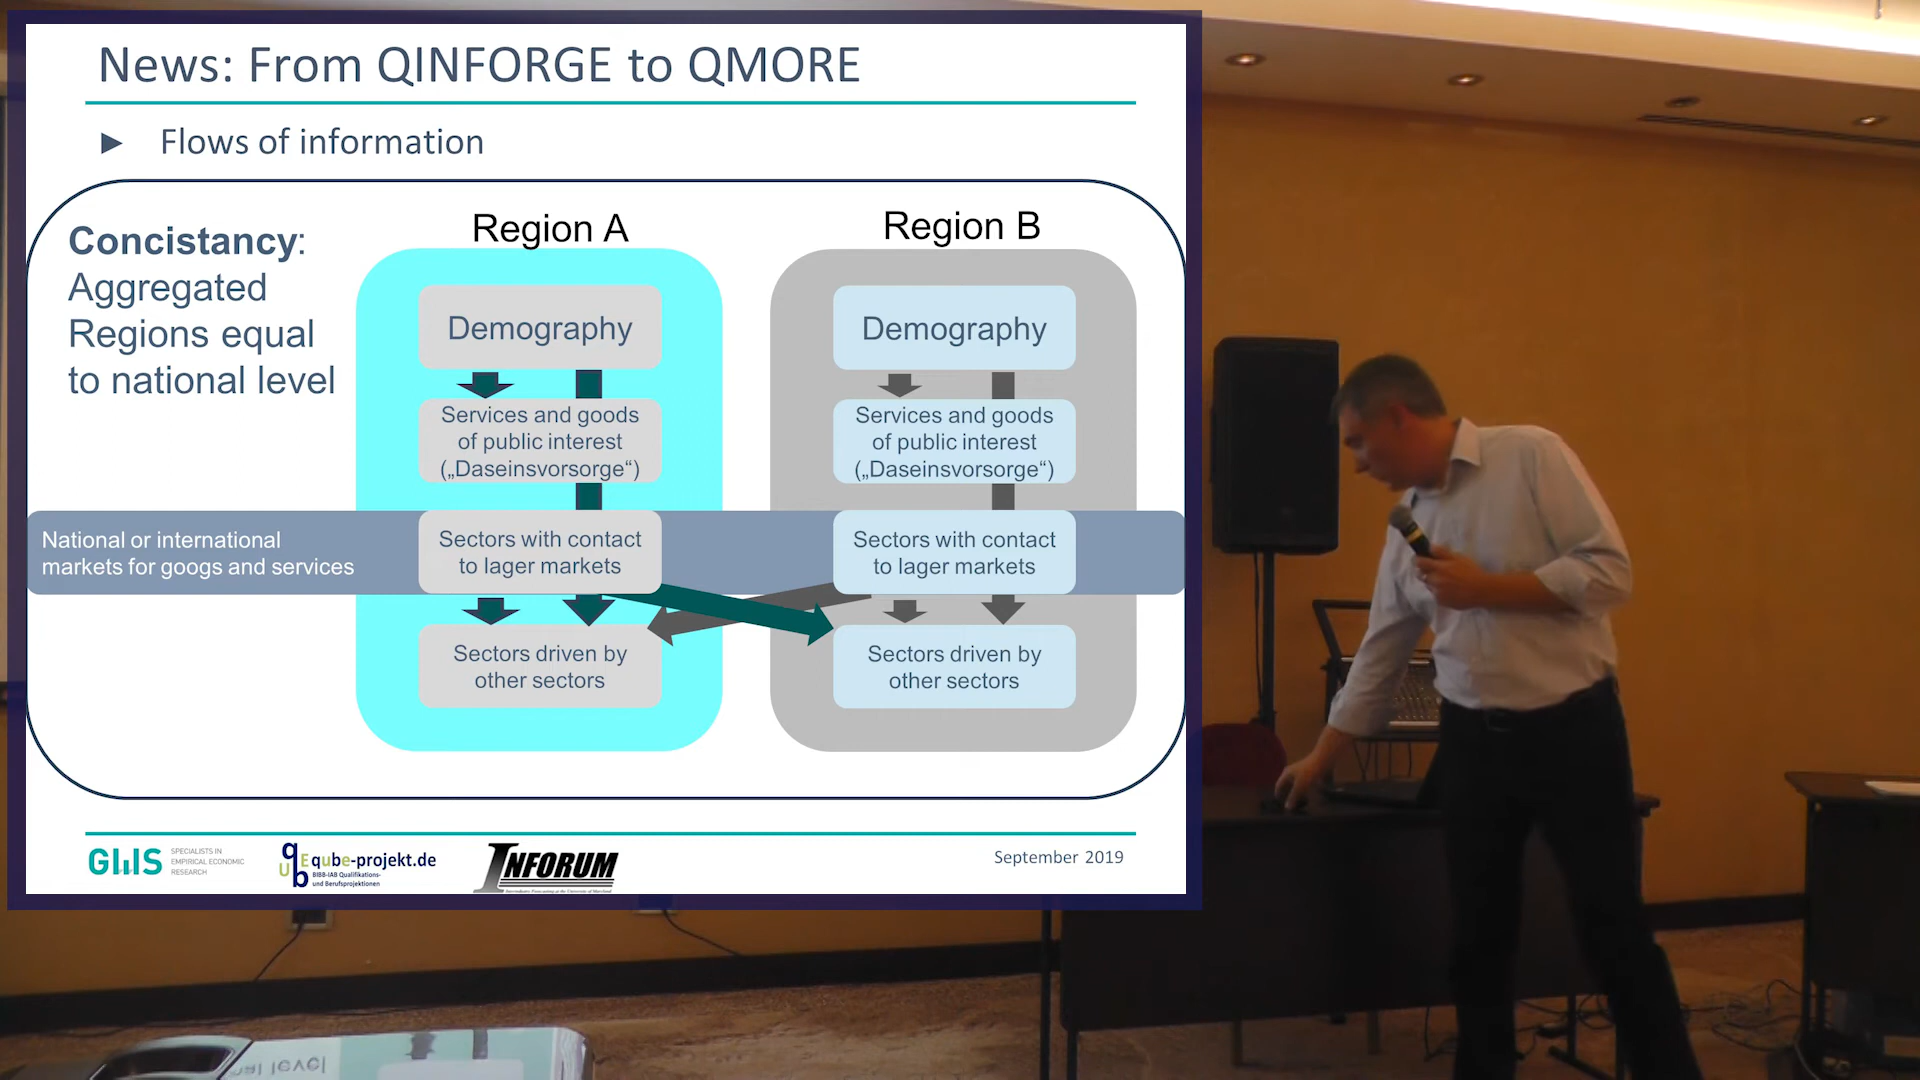 News: From QINFORGE to QMORE
► Flows of information
Concistancy:
Aggregated
Regions equal
to national level
Region A
Demography
Services and goods
of public interest
(„Daseinsvorsorge“)
Sectors with contact
to lager markets
Sectors driven by
other sectors
Region B
Demography
Services and goods
of public interest
(„Daseinsvorsorge“)
Sectors with contact
to lager markets
Sectors driven by
other sectors
National or international
markets for googs and services
GWS
SPECIALISTS IN
EMPIRICAL ECONOMIC
RESEARCH
quBE qube-projekt.de
BIBB-IAB Qualifikations-
und Berufsprojektionen
INFORUM
September 2019
nal level